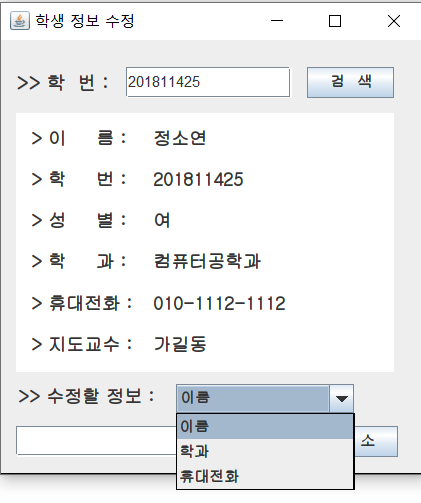 학생 정보 수정
>> 학 번 : 201811425 검 색
> 이 름 : 정소연
> 학 번 : 201811425
> 성 별 : 여
> 학 과 : 컴퓨터공학과
> 휴대전화 : 010-1112-1112
> 지도교수 : 가길동
>> 수정할 정보 : 이름
이름
학과
소
휴대전화